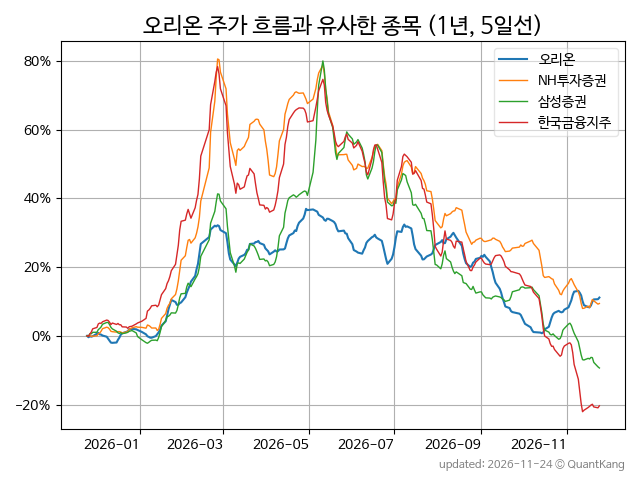 오리온 주가 흐름과 유사한 종목 (1년, 5일선)
오리온
NH투자증권
삼성증권
한국금융지주
80%
60%
40%
20%
0%
−20%
2026-01
2026-03
2026-05
2026-07
2026-09
2026-11
updated: 2026-11-24 © QuantKang